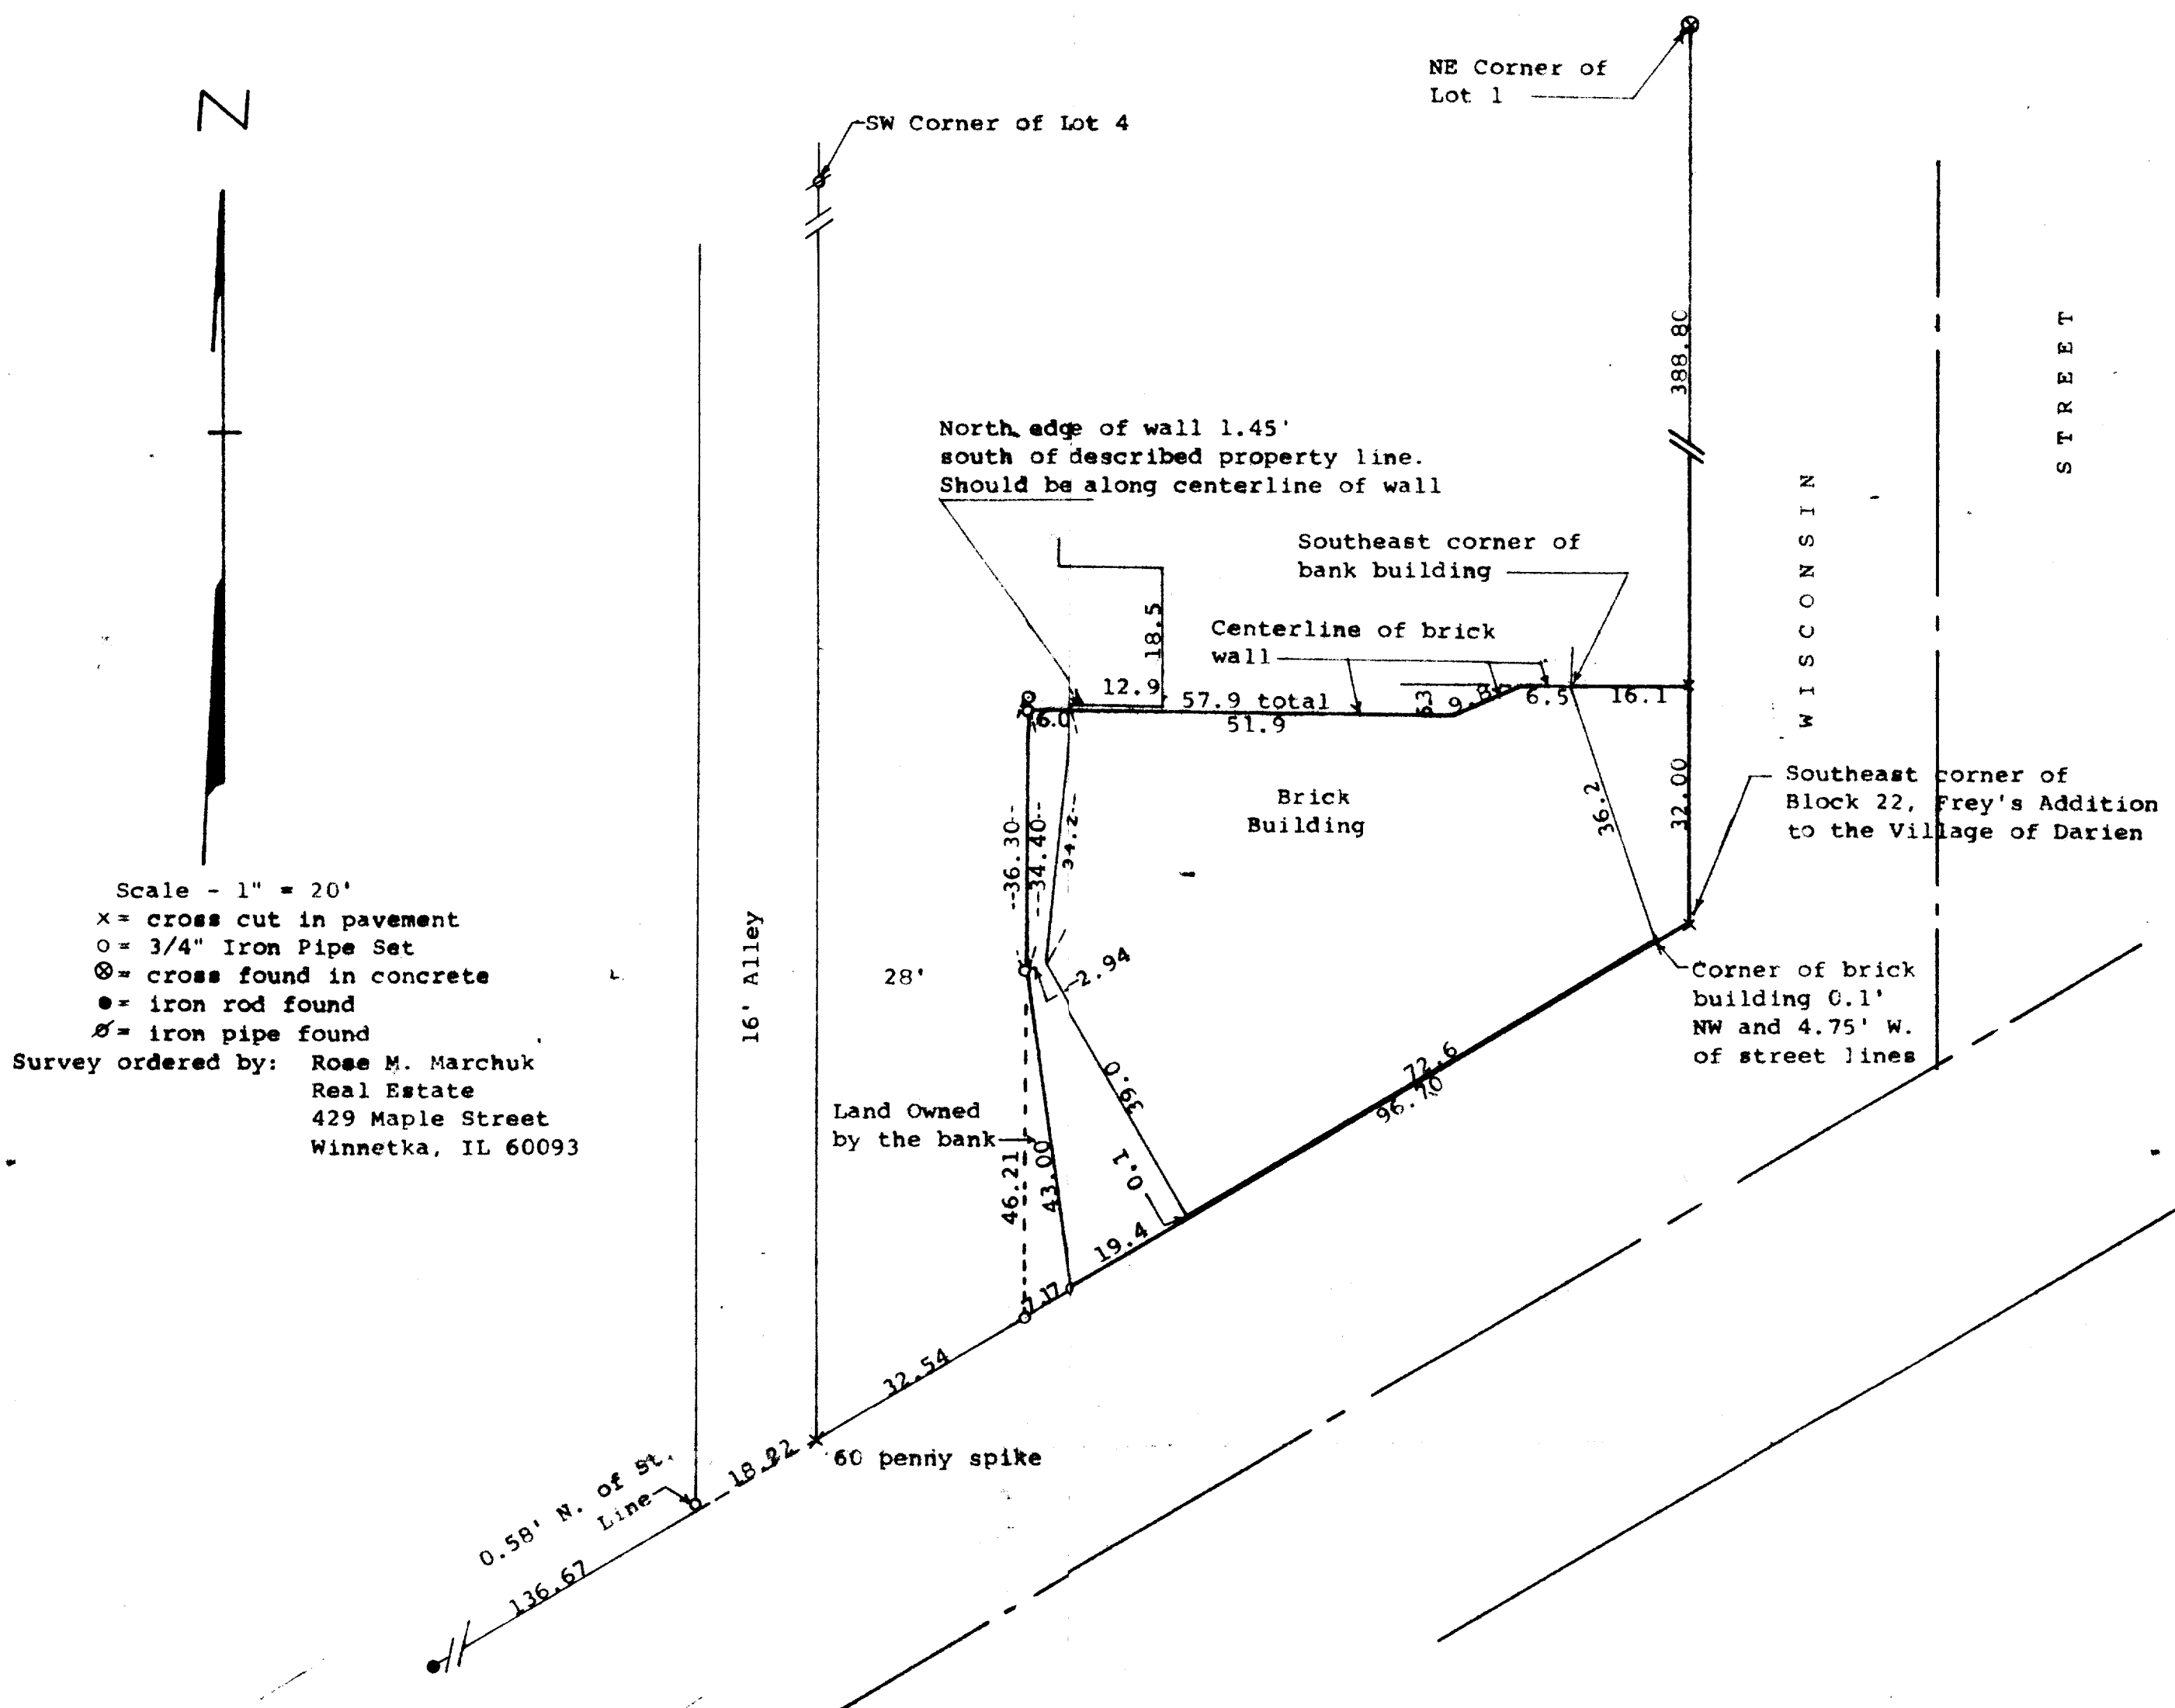 N
NE Corner of
Lot 1
SW Corner of Lot 4
388.80
STREET
WISCONSIN
North edge of wall 1.45'
south of described property line.
Should be along centerline of wall
Southeast corner of
bank building
Centerline of brick
wall
18.5
12.9
57.9 total
6.0
51.9
9.8
6.5
16.1
36.2
32.00
Brick
Building
Southeast corner of
Block 22, Frey's Addition
to the Village of Darien
--36.30--
--34.40--
34.2--
Scale - 1" = 20'
x = cross cut in pavement
o = 3/4" Iron Pipe Set
⊗ = cross found in concrete
● = iron rod found
ø = iron pipe found
Survey ordered by: Rose M. Marchuk
Real Estate
429 Maple Street
Winnetka, IL 60093
16' Alley
28'
2.94
Corner of brick
building 0.1'
NW and 4.75' W.
of street lines
39.0
72.6
96.70
Land Owned
by the bank
46.21
43.00
0.1
19.4
7.17
32.54
18.22
60 penny spike
0.58' N. of St.
Line
136.67